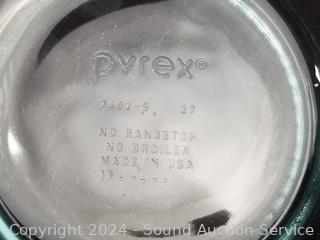 pyrex®
7402-S 27
NO RANGETOP
NO BROILER
MADE IN USA
Copyright 2024 - Sound Auction Service